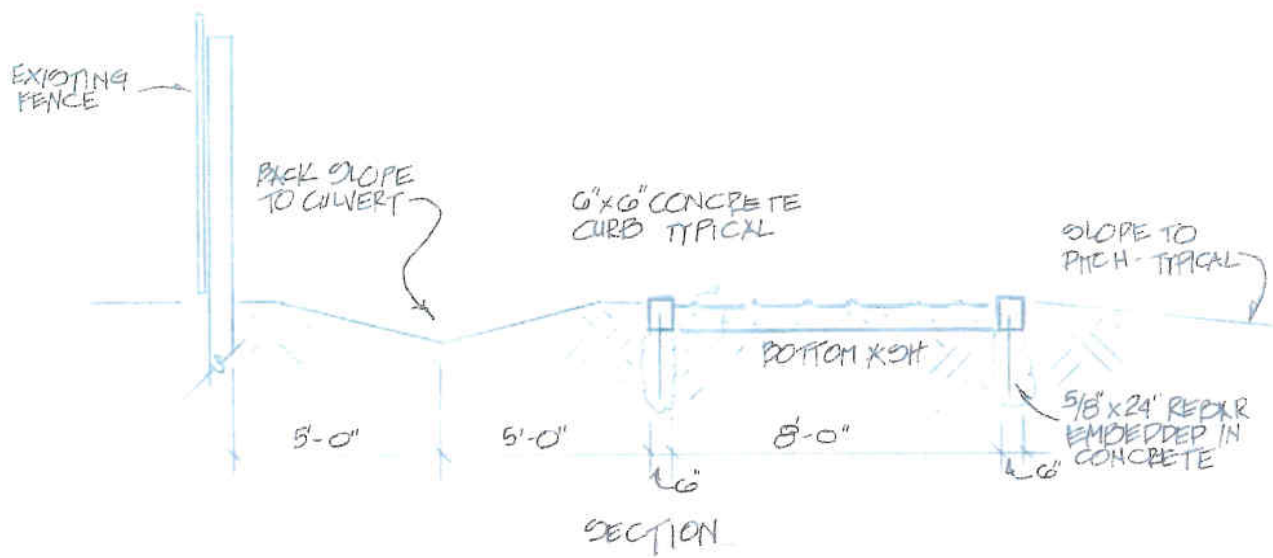 EXISTING
FENCE
BACK SLOPE
TO CULVERT
6"x6" CONCRETE
CURB TYPICAL
SLOPE TO
PITCH - TYPICAL
BOTTOM ASH
5/8" x 24" REBAR
EMBEDDED IN
CONCRETE
5'-0"
5'-0"
8'-0"
6"
6"
SECTION